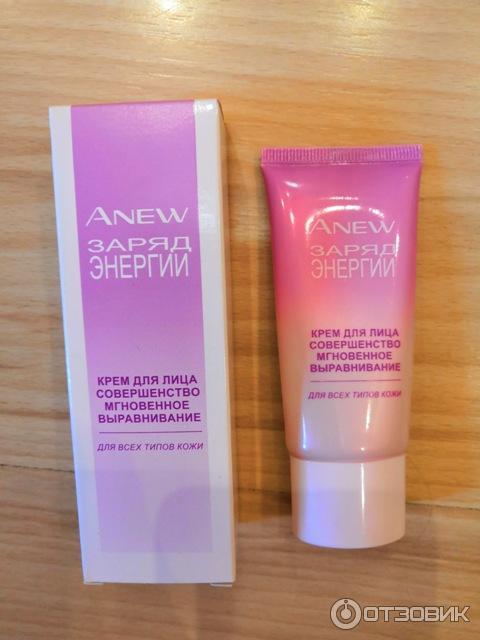 ANEW
ЗАРЯД
ЭНЕРГИИ
КРЕМ ДЛЯ ЛИЦА
СОВЕРШЕНСТВО
МГНОВЕННОЕ
ВЫРАВНИВАНИЕ
ДЛЯ ВСЕХ ТИПОВ КОЖИ
ANEW
ЗАРЯД
ЭНЕРГИИ
КРЕМ ДЛЯ ЛИЦА
СОВЕРШЕНСТВО
МГНОВЕННОЕ
ВЫРАВНИВАНИЕ
ДЛЯ ВСЕХ ТИПОВ КОЖИ
ОТЗОВИК